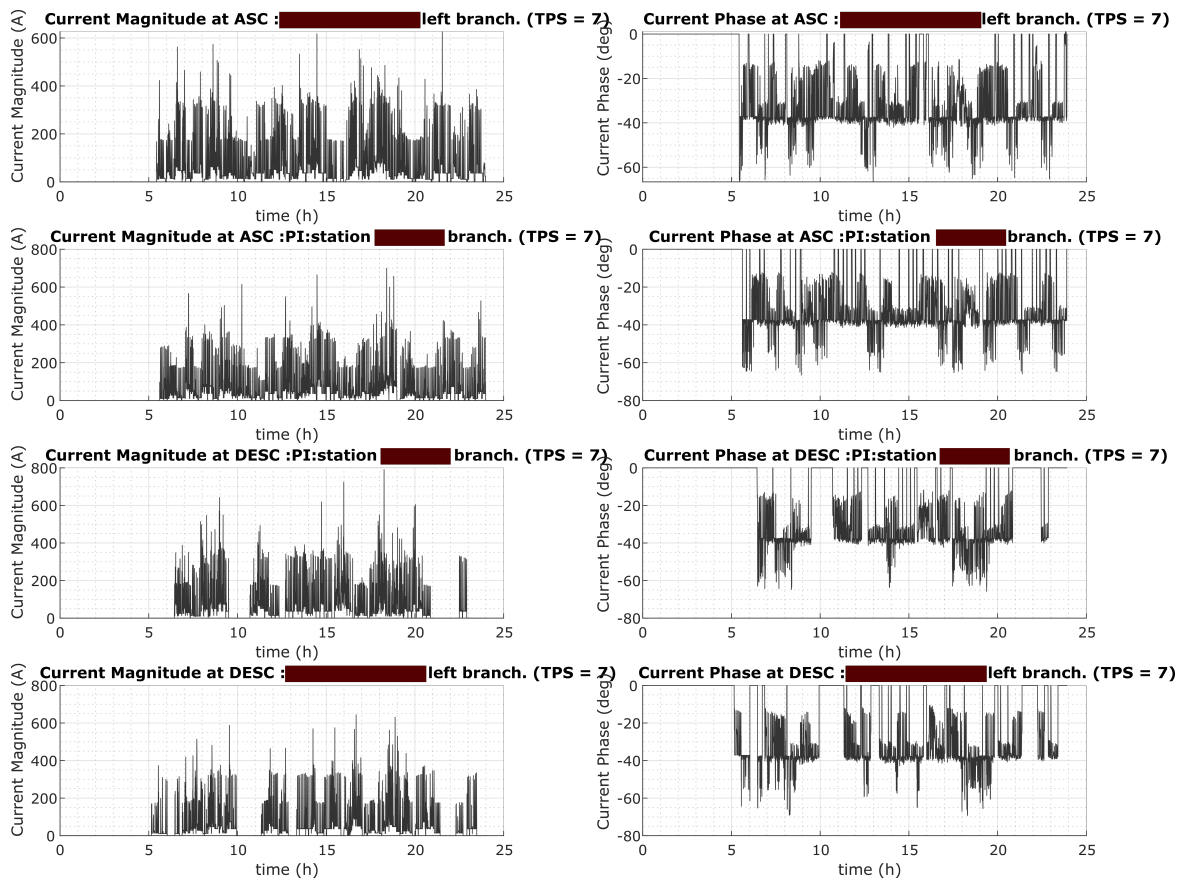 Current Magnitude at ASC : left branch. (TPS = 7)
Current Magnitude (A)
600
400
200
0
0 5 10 15 20 25
time (h)
Current Phase at ASC : left branch. (TPS = 7)
Current Phase (deg)
0
-20
-40
-60
0 5 10 15 20 25
time (h)
Current Magnitude at ASC :PI:station branch. (TPS = 7)
Current Magnitude (A)
800
600
400
200
0
0 5 10 15 20 25
time (h)
Current Phase at ASC :PI:station branch. (TPS = 7)
Current Phase (deg)
0
-20
-40
-60
-80
0 5 10 15 20 25
time (h)
Current Magnitude at DESC :PI:station branch. (TPS = 7)
Current Magnitude (A)
800
600
400
200
0
0 5 10 15 20 25
time (h)
Current Phase at DESC :PI:station branch. (TPS = 7)
Current Phase (deg)
0
-20
-40
-60
-80
0 5 10 15 20 25
time (h)
Current Magnitude at DESC : left branch. (TPS = 7)
Current Magnitude (A)
800
600
400
200
0
0 5 10 15 20 25
time (h)
Current Phase at DESC : left branch. (TPS = 7)
Current Phase (deg)
0
-20
-40
-60
-80
0 5 10 15 20 25
time (h)